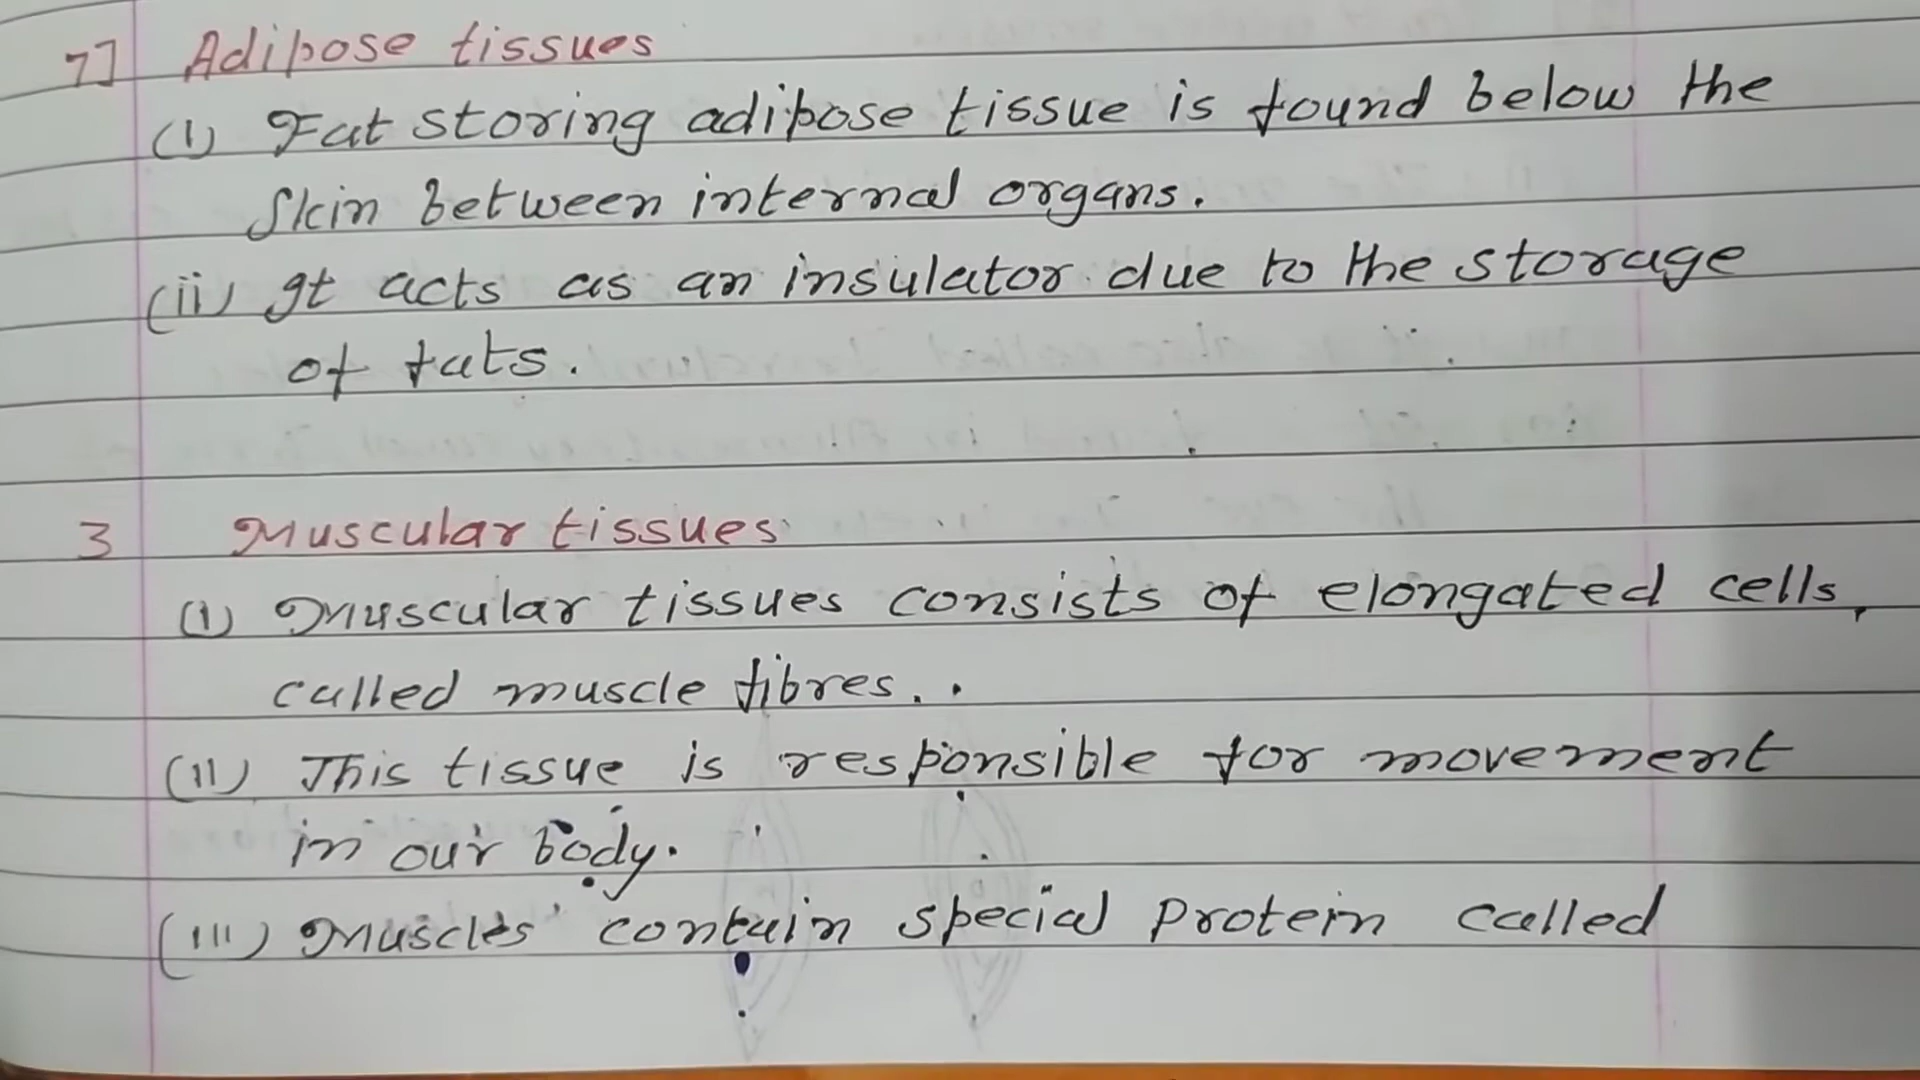 7] Adipose tissues
(i) Fat storing adipose tissue is found below the
Skin between internal organs.
(ii) It acts as an insulator due to the storage
of fats.
3 Muscular tissues
(i) Muscular tissues consists of elongated cells,
called muscle fibres.
(ii) This tissue is responsible for movement
in our body.
(iii) Muscles contain special protein called